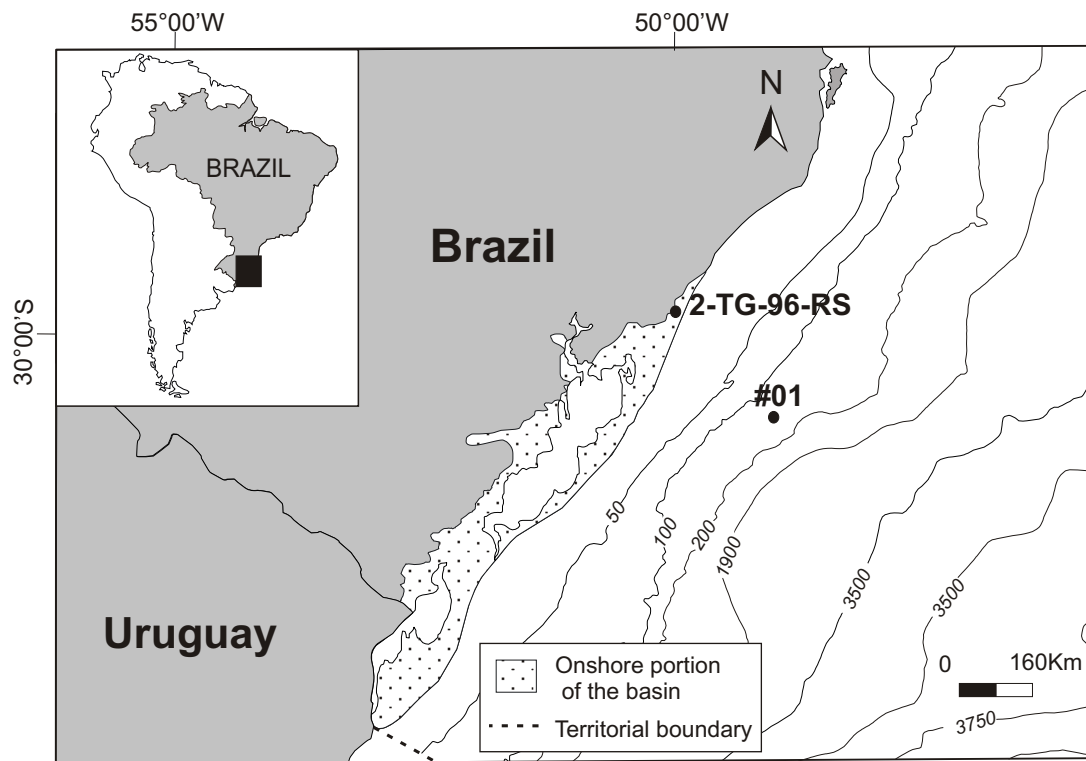 55°00'W
50°00'W
N
BRAZIL
Brazil
30°00'S
2-TG-96-RS
#01
50
100
200
1900
3500
3500
Uruguay
Onshore portion
of the basin
Territorial boundary
0 160Km
3750